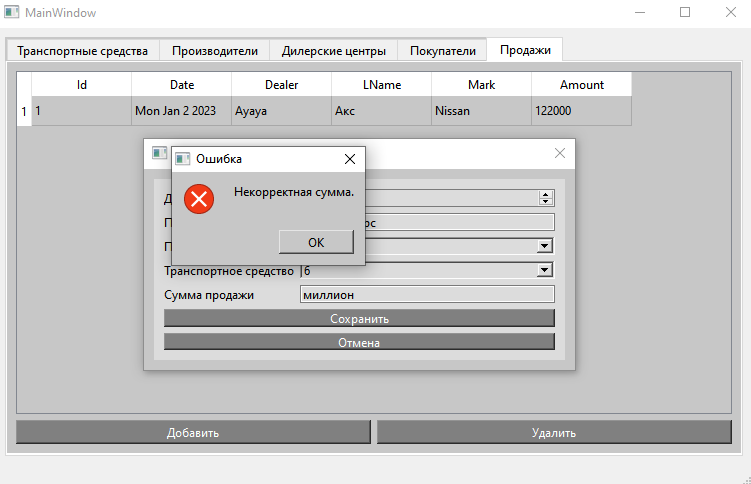 MainWindow
Транспортные средства Производители Дилерские центры Покупатели Продажи
Id Date Dealer LName Mark Amount
1 1 Mon Jan 2 2023 Ayaya Акс Nissan 122000
Ошибка
Некорректная сумма.
OK
Транспортное средство 6
Сумма продажи миллион
Сохранить
Отмена
Добавить Удалить